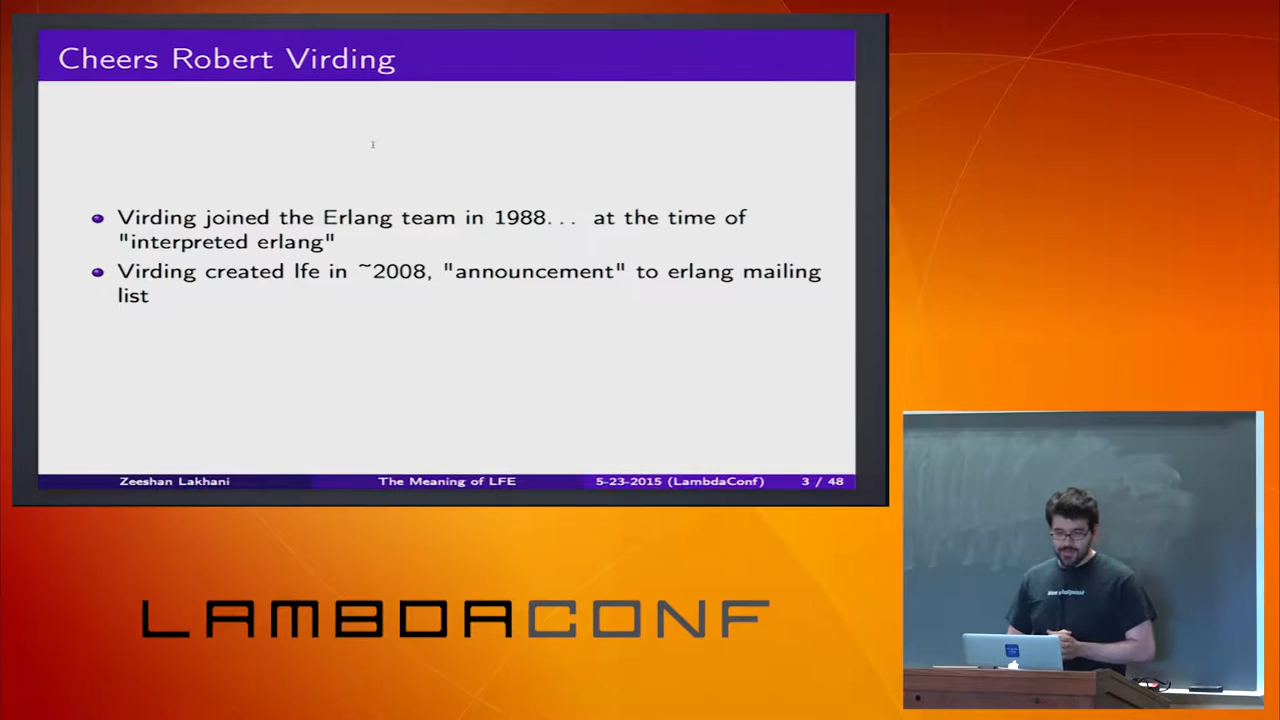 Cheers Robert Virding
Virding joined the Erlang team in 1988... at the time of
"interpreted erlang"
Virding created lfe in ~2008, "announcement" to erlang mailing
list
Zeeshan Lakhani The Meaning of LFE 5-23-2015 (LambdaConf) 3 / 48
LAMBDACONF